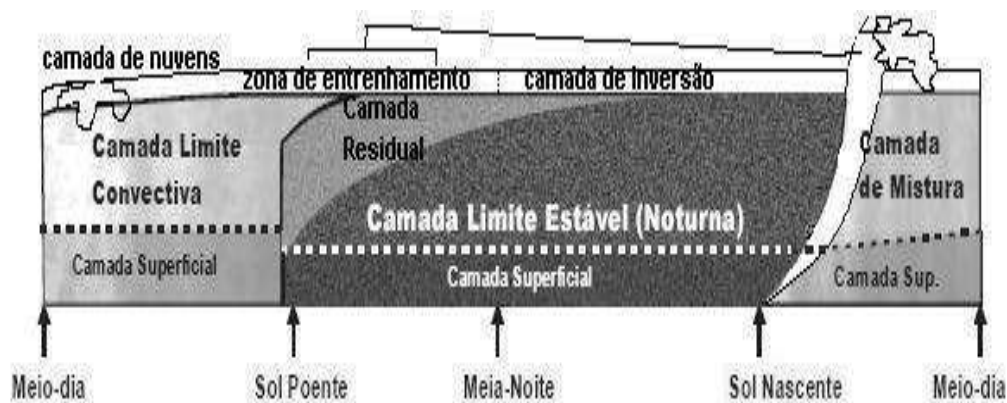 camada de nuvens
zona de entrenhamento
camada de inversão
Camada
Residual
Camada Limite
Convectiva
Camada
de Mistura
Camada Limite Estável (Noturna)
Camada Superficial
Camada Superficial
Camada Sup.
Meio-dia
Sol Poente
Meia-Noite
Sol Nascente
Meio-dia